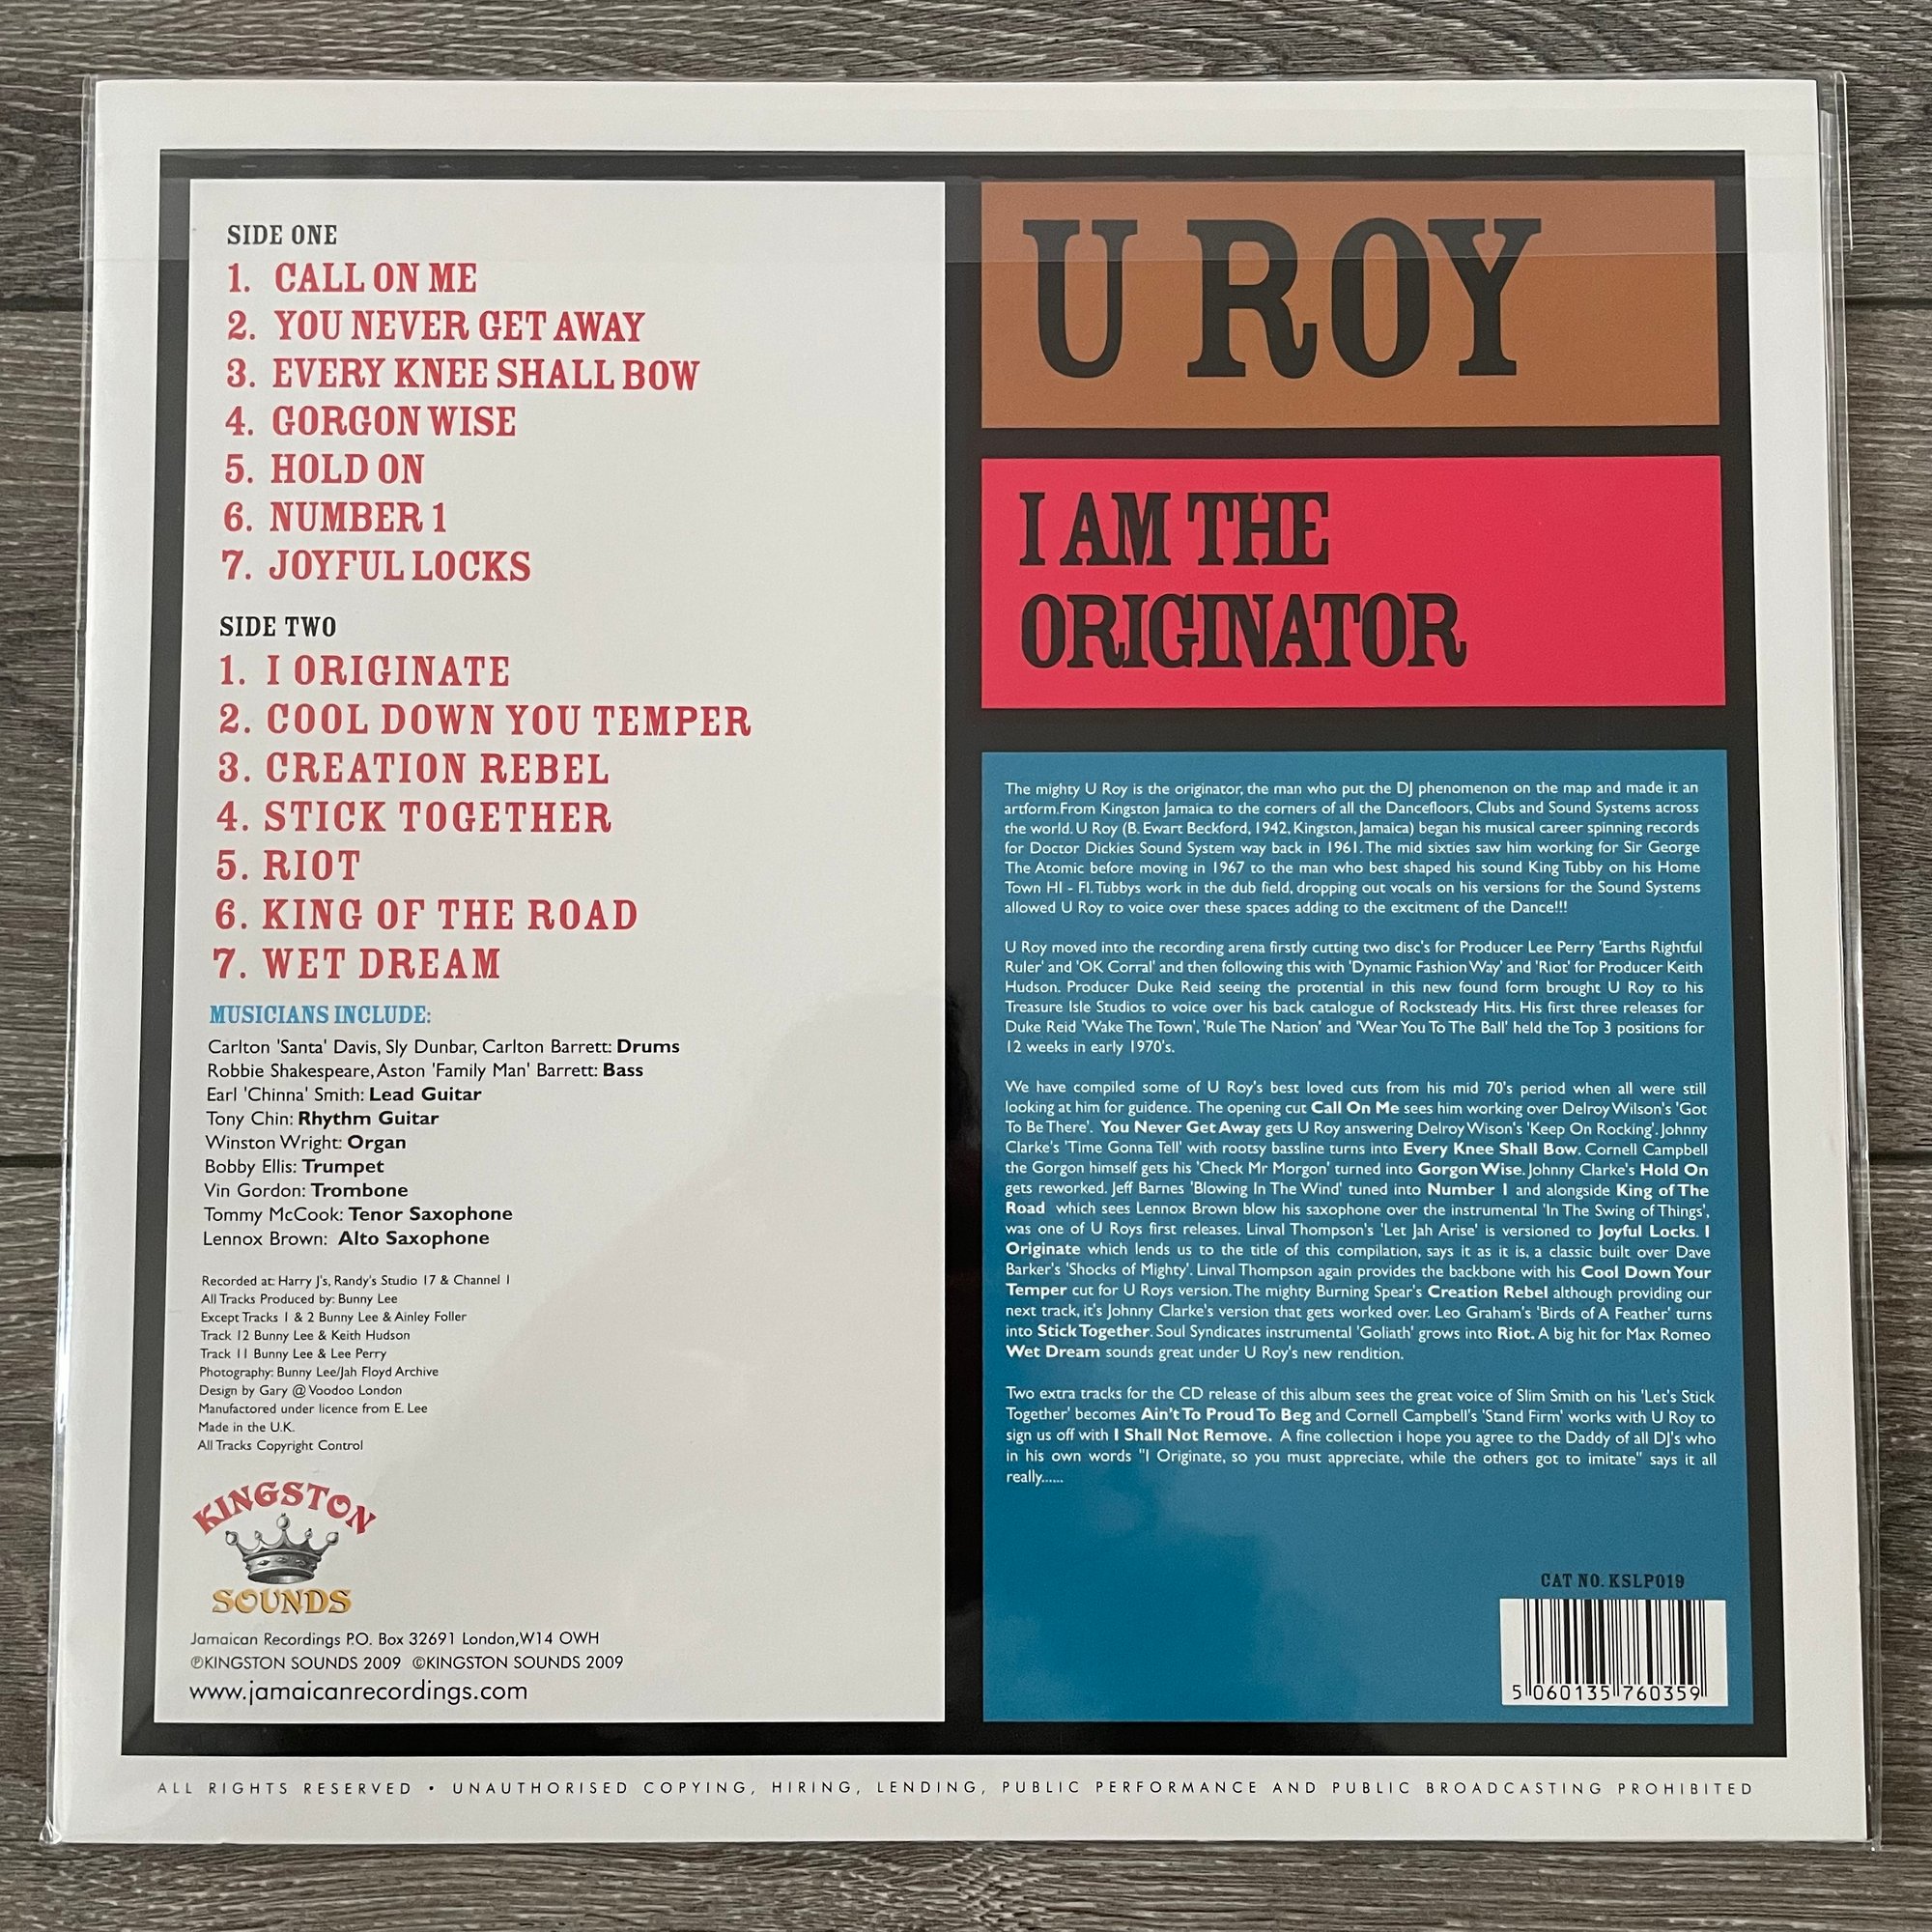 SIDE ONE
1. CALL ON ME
2. YOU NEVER GET AWAY
3. EVERY KNEE SHALL BOW
4. GORGON WISE
5. HOLD ON
6. NUMBER 1
7. JOYFUL LOCKS
SIDE TWO
1. I ORIGINATE
2. COOL DOWN YOU TEMPER
3. CREATION REBEL
4. STICK TOGETHER
5. RIOT
6. KING OF THE ROAD
7. WET DREAM
MUSICIANS INCLUDE:
Carlton 'Santa' Davis, Sly Dunbar, Carlton Barrett: Drums
Robbie Shakespeare, Aston 'Family Man' Barrett: Bass
Earl 'Chinna' Smith: Lead Guitar
Tony Chin: Rhythm Guitar
Winston Wright: Organ
Bobby Ellis: Trumpet
Vin Gordon: Trombone
Tommy McCook: Tenor Saxophone
Lennox Brown: Alto Saxophone
Recorded at: Harry J's, Randy's Studio 17 & Channel 1
All Tracks Produced by: Bunny Lee
Except Tracks 1 & 2 Bunny Lee & Ainley Foller
Track 12 Bunny Lee & Keith Hudson
Track 11 Bunny Lee & Lee Perry
Photography: Bunny Lee/Jah Floyd Archive
Design by Gary @ Voodoo London
Manufactored under licence from E. Lee
Made in the U.K.
All Tracks Copyright Control
KINGSTON
SOUNDS
Jamaican Recordings P.O. Box 32691 London, W14 OWH
℗KINGSTON SOUNDS 2009 ©KINGSTON SOUNDS 2009
www.jamaicanrecordings.com
U ROY
I AM THE
ORIGINATOR
The mighty U Roy is the originator, the man who put the DJ phenomenon on the map and made it an
artform.From Kingston Jamaica to the corners of all the Dancefloors, Clubs and Sound Systems across
the world. U Roy (B. Ewart Beckford, 1942, Kingston, Jamaica) began his musical career spinning records
for Doctor Dickies Sound System way back in 1961. The mid sixties saw him working for Sir George
The Atomic before moving in 1967 to the man who best shaped his sound King Tubby on his Home
Town HI - FI. Tubbys work in the dub field, dropping out vocals on his versions for the Sound Systems
allowed U Roy to voice over these spaces adding to the excitment of the Dance!!!
U Roy moved into the recording arena firstly cutting two disc's for Producer Lee Perry 'Earths Rightful
Ruler' and 'OK Corral' and then following this with 'Dynamic Fashion Way' and 'Riot' for Producer Keith
Hudson. Producer Duke Reid seeing the protential in this new found form brought U Roy to his
Treasure Isle Studios to voice over his back catalogue of Rocksteady Hits. His first three releases for
Duke Reid 'Wake The Town', 'Rule The Nation' and 'Wear You To The Ball' held the Top 3 positions for
12 weeks in early 1970's.
We have compiled some of U Roy's best loved cuts from his mid 70's period when all were still
looking at him for guidence. The opening cut Call On Me sees him working over Delroy Wilson's 'Got
To Be There'. You Never Get Away gets U Roy answering Delroy Wison's 'Keep On Rocking'. Johnny
Clarke's 'Time Gonna Tell' with rootsy bassline turns into Every Knee Shall Bow. Cornell Campbell
the Gorgon himself gets his 'Check Mr Morgon' turned into Gorgon Wise. Johnny Clarke's Hold On
gets reworked. Jeff Barnes 'Blowing In The Wind' tuned into Number 1 and alongside King of The
Road which sees Lennox Brown blow his saxophone over the instrumental 'In The Swing of Things',
was one of U Roys first releases. Linval Thompson's 'Let Jah Arise' is versioned to Joyful Locks. I
Originate which lends us to the title of this compilation, says it as it is, a classic built over Dave
Barker's 'Shocks of Mighty'. Linval Thompson again provides the backbone with his Cool Down Your
Temper cut for U Roys version. The mighty Burning Spear's Creation Rebel although providing our
next track, it's Johnny Clarke's version that gets worked over. Leo Graham's 'Birds of A Feather' turns
into Stick Together. Soul Syndicates instrumental 'Goliath' grows into Riot. A big hit for Max Romeo
Wet Dream sounds great under U Roy's new rendition.
Two extra tracks for the CD release of this album sees the great voice of Slim Smith on his 'Let's Stick
Together' becomes Ain't To Proud To Beg and Cornell Campbell's 'Stand Firm' works with U Roy to
sign us off with I Shall Not Remove. A fine collection i hope you agree to the Daddy of all DJ's who
in his own words "I Originate, so you must appreciate, while the others got to imitate" says it all
really......
CAT NO. KSLP019
5 060135 760359
ALL RIGHTS RESERVED • UNAUTHORISED COPYING, HIRING, LENDING, PUBLIC PERFORMANCE AND PUBLIC BROADCASTING PROHIBITED